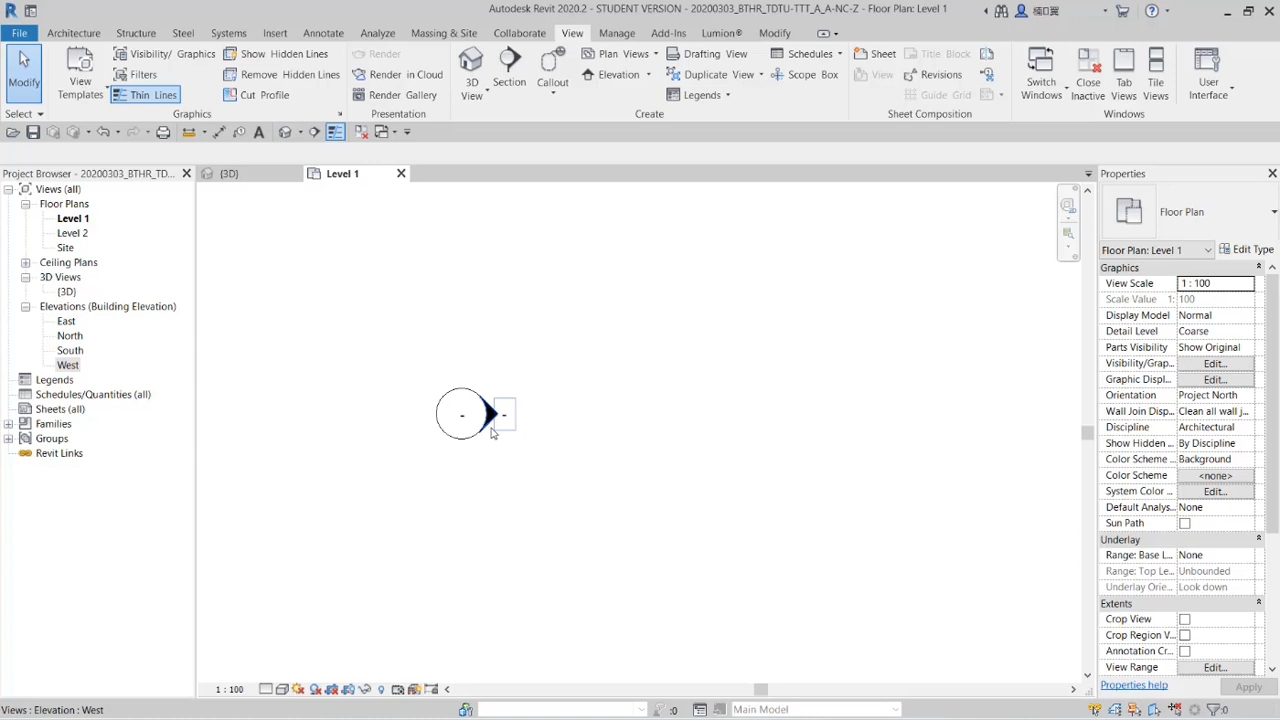 Autodesk Revit 2020.2 - STUDENT VERSION - 20200303_BTHR_TDTU-TTT_A_A-NC-Z - Floor Plan: Level 1
File Architecture Structure Steel Systems Insert Annotate Analyze Massing & Site Collaborate View Manage Add-Ins Lumion® Modify
Modify
Select
View Templates
Visibility/ Graphics
Filters
Thin Lines
Show Hidden Lines
Remove Hidden Lines
Cut Profile
Graphics
Render
Render in Cloud
Render Gallery
Presentation
3D View
Section
Callout
Plan Views
Elevation
Drafting View
Duplicate View
Legends
Schedules
Scope Box
Create
Sheet
View
Title Block
Revisions
Guide Grid
Sheet Composition
Switch Windows
Close Inactive
Tab Views
Tile Views
Windows
User Interface
Project Browser - 20200303_BTHR_TD...
Views (all)
Floor Plans
Level 1
Level 2
Site
Ceiling Plans
3D Views
{3D}
Elevations (Building Elevation)
East
North
South
West
Legends
Schedules/Quantities (all)
Sheets (all)
Families
Groups
Revit Links
{3D}
Level 1
- -
Properties
Floor Plan
Floor Plan: Level 1 Edit Type
Graphics
View Scale 1 : 100
Scale Value 1: 100
Display Model Normal
Detail Level Coarse
Parts Visibility Show Original
Visibility/Grap... Edit...
Graphic Displ... Edit...
Orientation Project North
Wall Join Disp... Clean all wall j...
Discipline Architectural
Show Hidden ... By Discipline
Color Scheme ... Background
Color Scheme <none>
System Color ... Edit...
Default Analys... None
Sun Path
Underlay
Range: Base L... None
Range: Top Le... Unbounded
Underlay Orie... Look down
Extents
Crop View
Crop Region V...
Annotation Cr...
View Range Edit...
Properties help Apply
1 : 100
Views : Elevation : West
:0
Main Model
:0